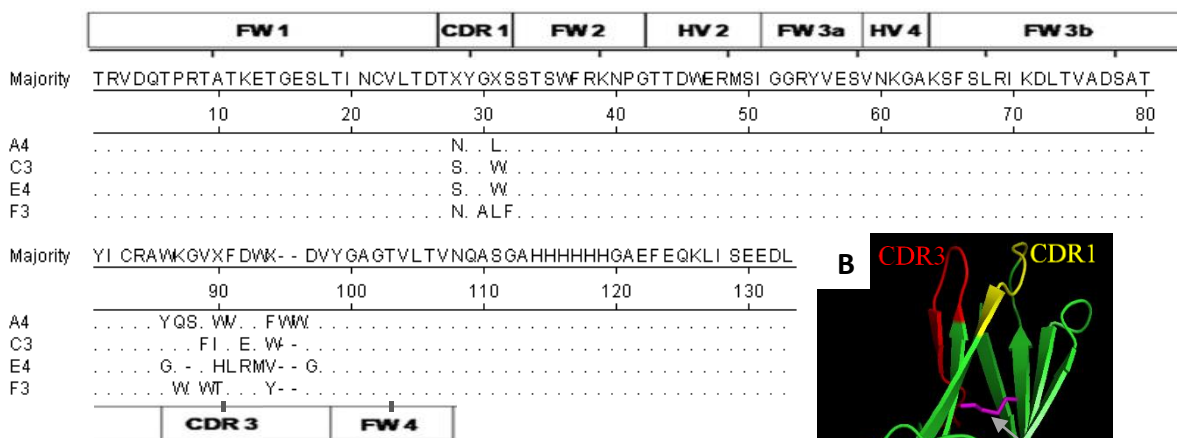 FW 1 CDR 1 FW 2 HV 2 FW 3a HV 4 FW 3b
Majority TRVDQTPRTATKETGESLTINCVLTDTXYGXSSTSWFRKNPGTTDWERMSIGGRYVESVNKGAKSFSLRIKDLTVADSAT
10 20 30 40 50 60 70 80
A4 ...........................N..L.................................................
C3 ...........................S..W.................................................
E4 ...........................S..W.................................................
F3 ...........................N.ALF................................................
Majority YICRAWKGVXFDWX--DVYGAGTVLTVNQASGAHHHHHHGAEFEQKLISEEDL
90 100 110 120 130
A4 .....YQS.WV..FWW.....................................
C3 ........FI.E.W--.....................................
E4 .....G.-.HLRMV--G....................................
F3 ......W.WT...Y--.....................................
CDR 3 FW 4
B CDR3 CDR1